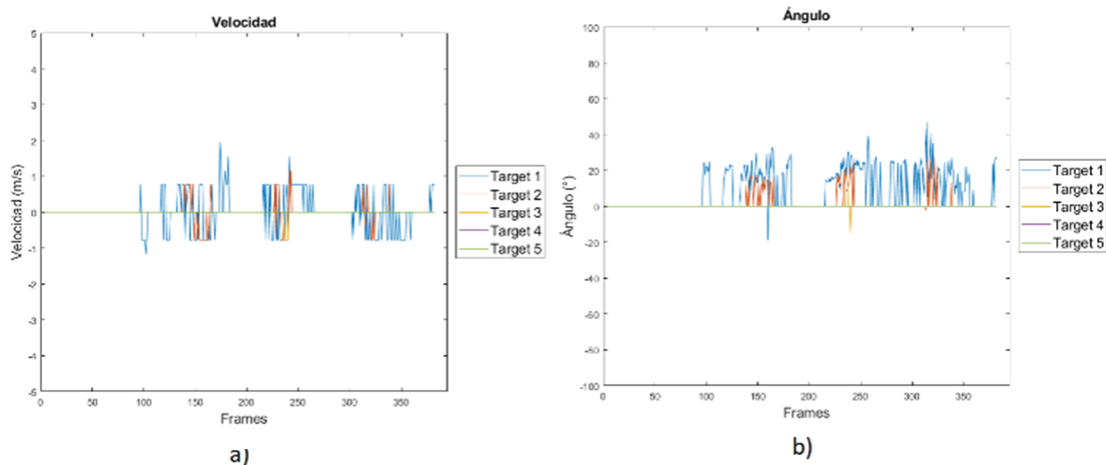 Velocidad
Velocidad (m/s)
5
4
3
2
1
0
-1
-2
-3
-4
-5
0 50 100 150 200 250 300 350
Frames
Target 1
Target 2
Target 3
Target 4
Target 5
a)
Ángulo
Ángulo (°)
100
80
60
40
20
0
-20
-40
-60
-80
-100
0 50 100 150 200 250 300 350
Frames
Target 1
Target 2
Target 3
Target 4
Target 5
b)